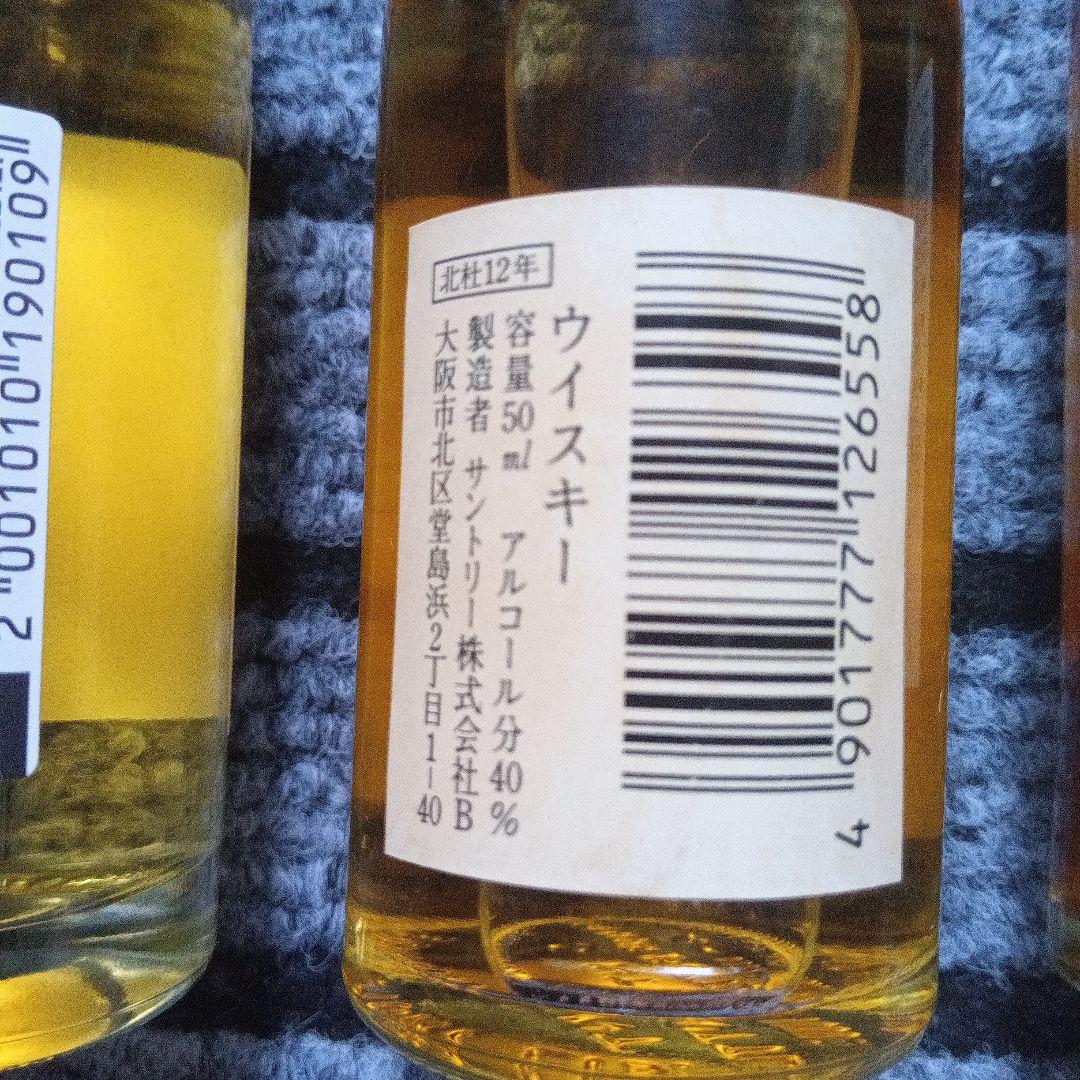 北杜12年
ウイスキー
容量50ml アルコール分40%
製造者 サントリー株式会社B
大阪市北区堂島浜2丁目1-40
4901777126558
2"001010"190109